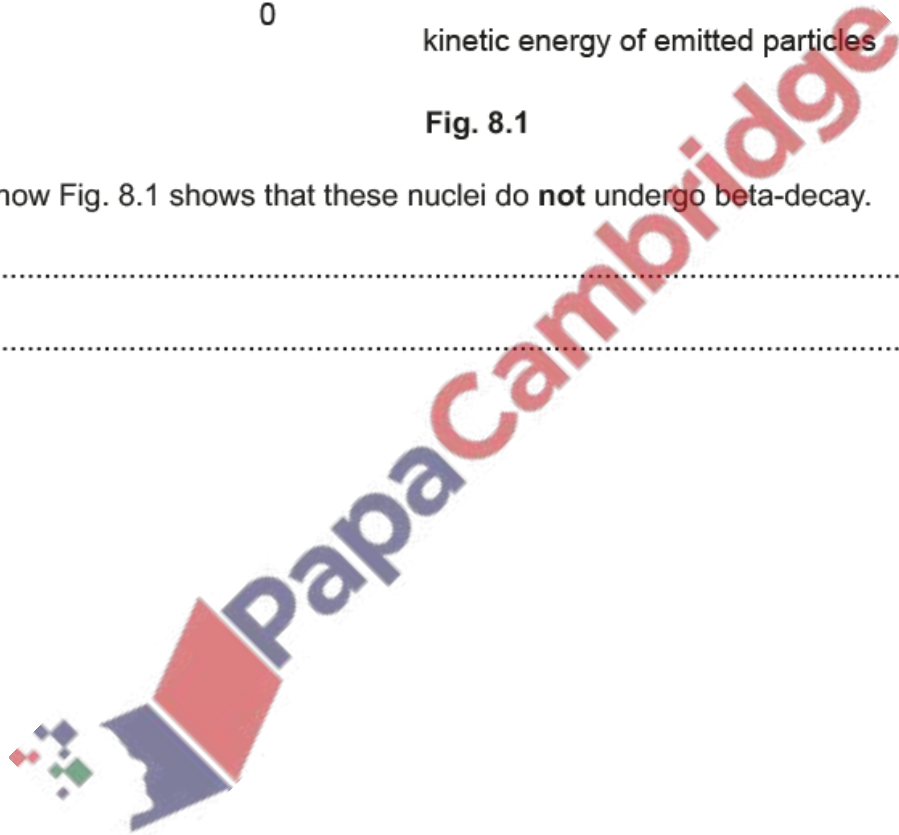 0
kinetic energy of emitted particles
Fig. 8.1
how Fig. 8.1 shows that these nuclei do not undergo beta-decay.
PapaCambridge